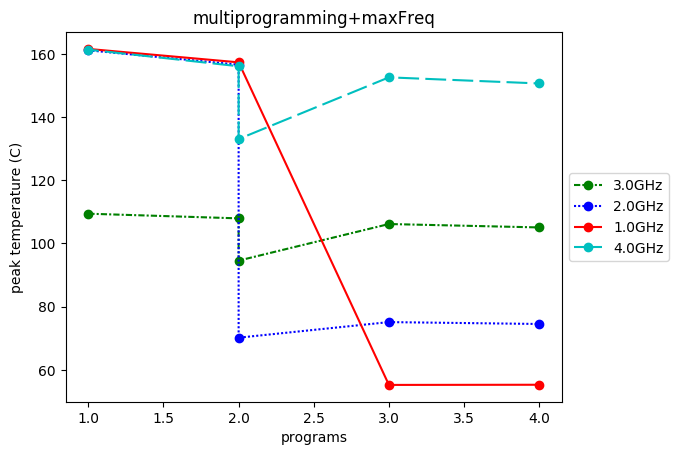 multiprogramming+maxFreq
160
140
120
100
80
60
peak temperature (C)
1.0
1.5
2.0
2.5
3.0
3.5
4.0
programs
3.0GHz
2.0GHz
1.0GHz
4.0GHz